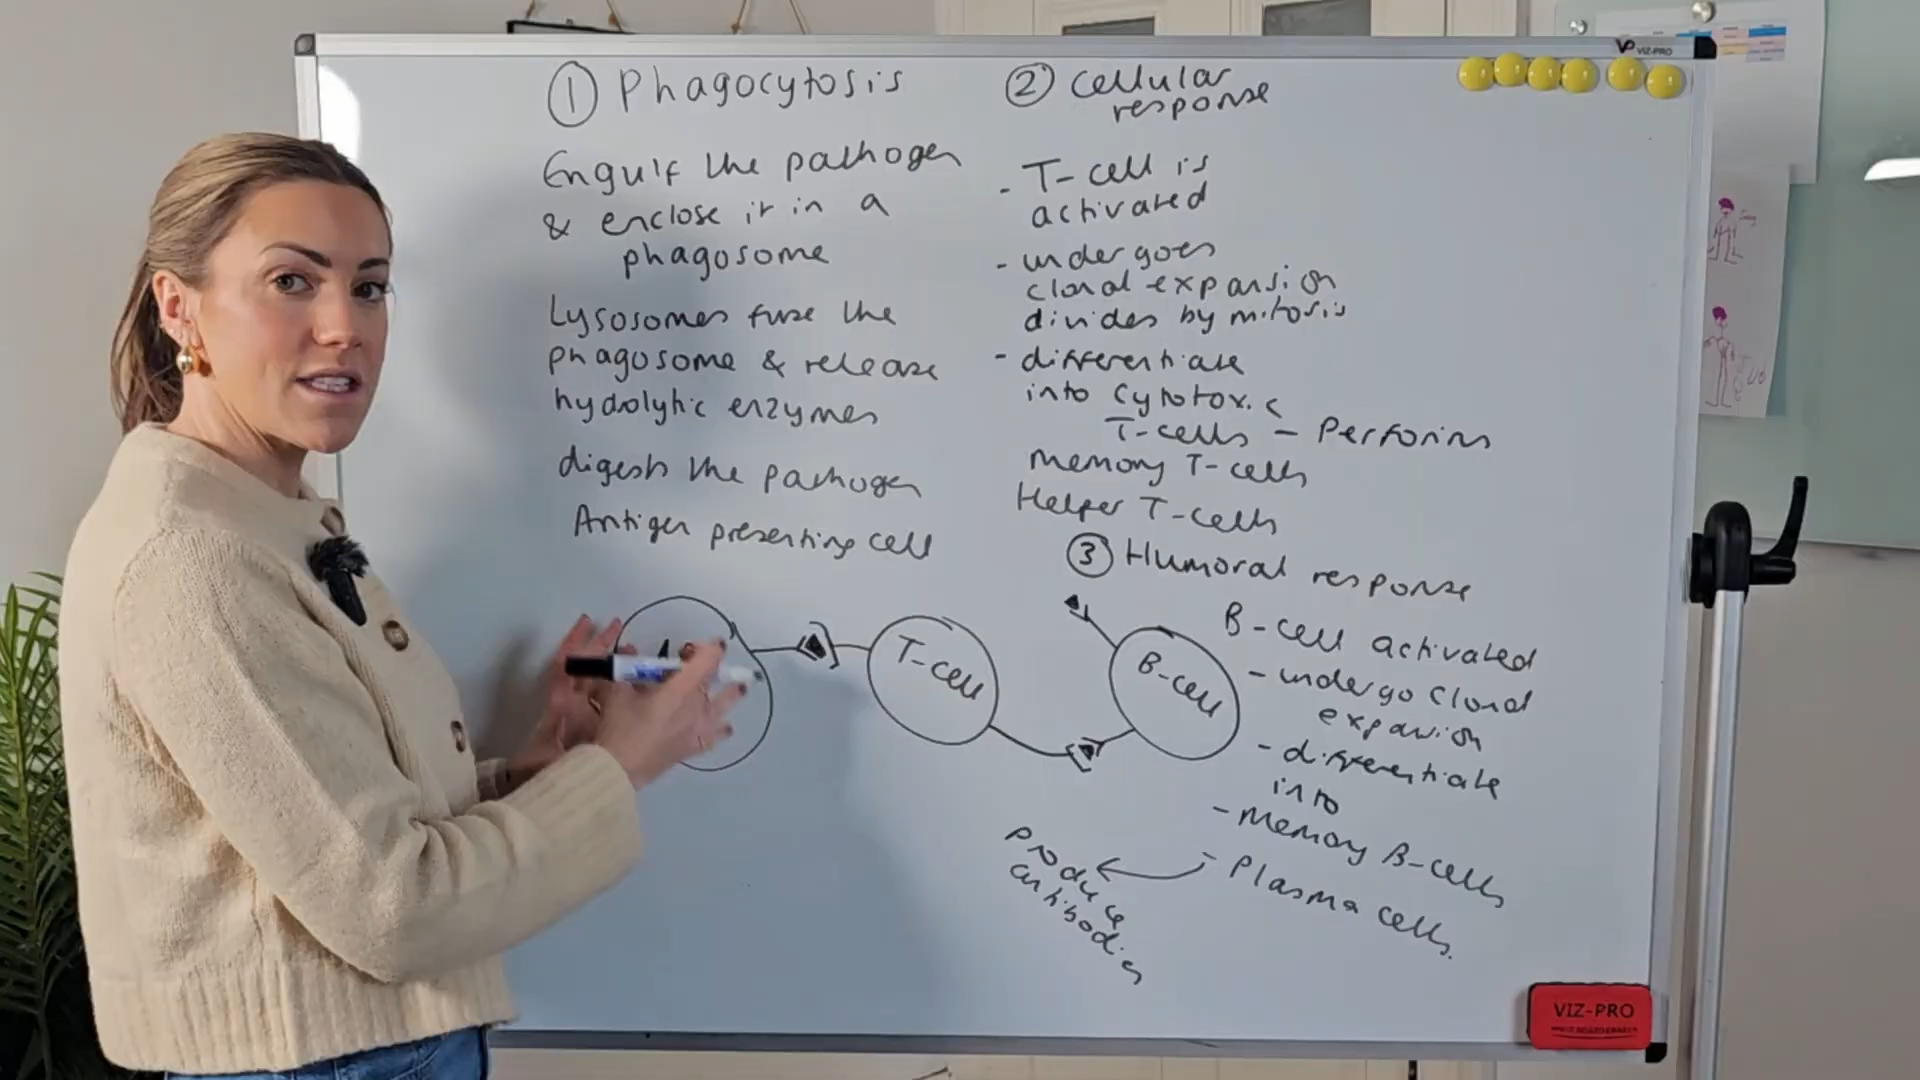 ① Phagocytosis
Engulf the pathogen
& enclose it in a
phagosome
Lysosomes fuse the
phagosome & release
hydrolytic enzymes
digests the pathogen
Antigen presenting cell
② Cellular
response
- T-cell is
activated
- undergoes
clonal expansion
divides by mitosis
- differentiate
into Cytotoxic
T-cells - Perforins
Memory T-cells
Helper T-cells
③ Humoral response
B-cell activated
- undergo clonal
expansion
- differentiate
into
- Memory B-cells
- Plasma cells.
produce
antibodies
T-cell
B-cell
VIZ-PRO
VIZ-PRO